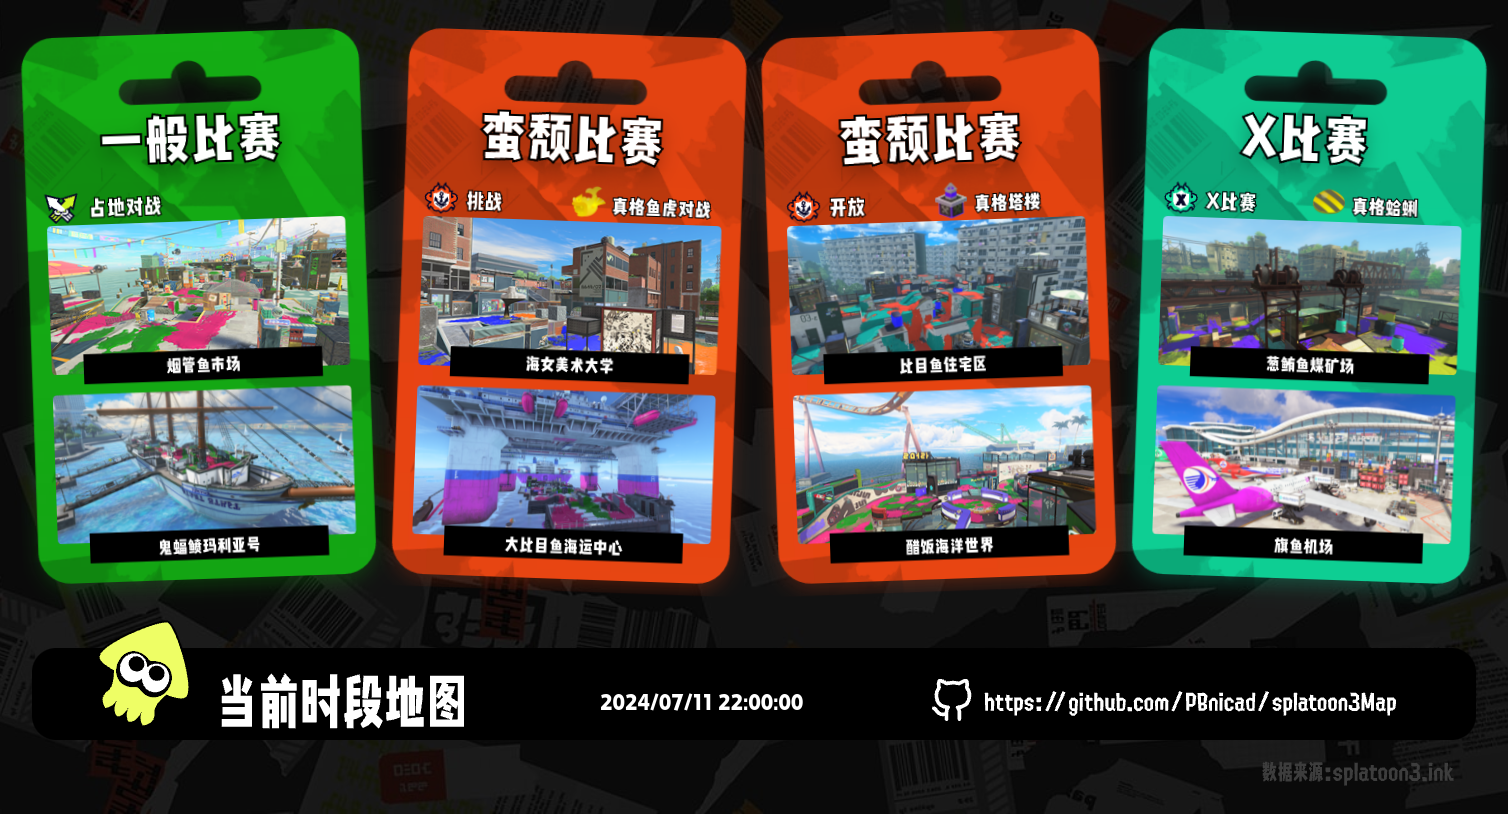 一般比赛
占地对战
烟管鱼市场
鬼蝠鲼玛利亚号
蛮颓比赛
挑战
真格鱼虎对战
海女美术大学
大比目鱼海运中心
蛮颓比赛
开放
真格塔楼
比目鱼住宅区
醋饭海洋世界
X比赛
X比赛
真格蛤蜊
葱鲔鱼煤矿场
旗鱼机场
当前时段地图
2024/07/11 22:00:00
https://github.com/PBnicad/splatoon3Map
数据来源:splatoon3.ink